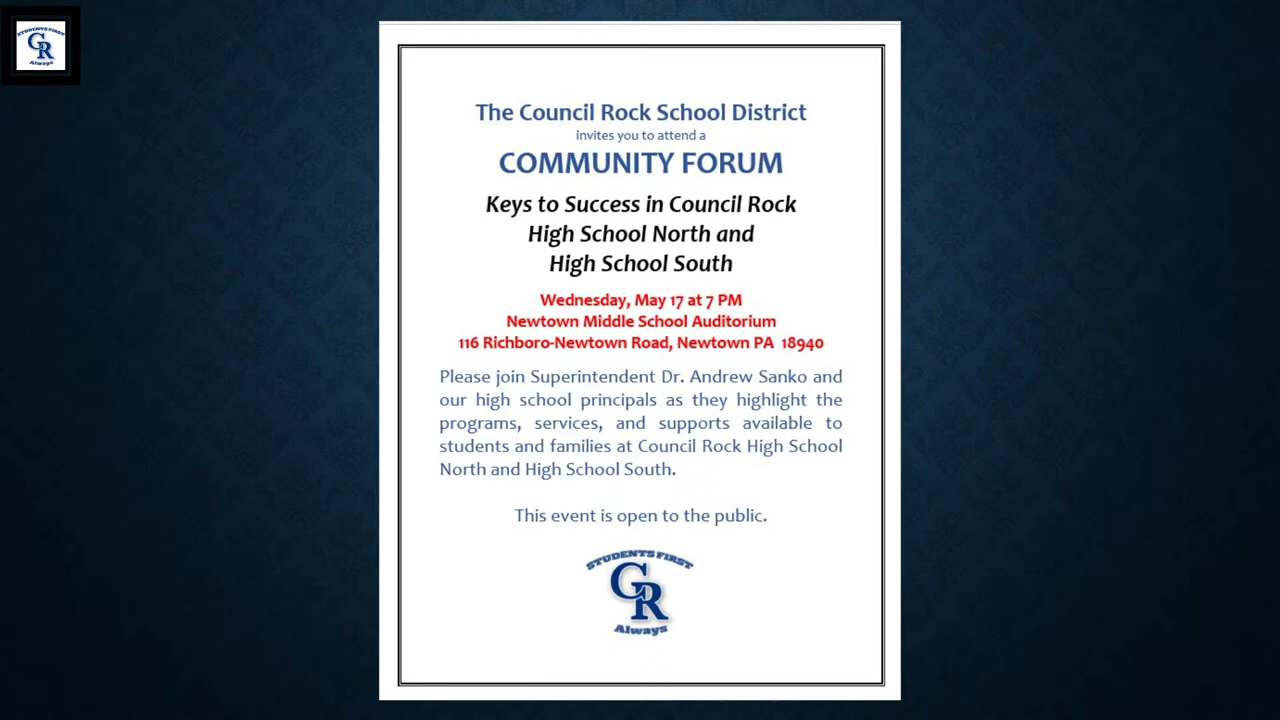 STUDENTS FIRST
CR
Always
The Council Rock School District
invites you to attend a
COMMUNITY FORUM
Keys to Success in Council Rock
High School North and
High School South
Wednesday, May 17 at 7 PM
Newtown Middle School Auditorium
116 Richboro-Newtown Road, Newtown PA 18940
Please join Superintendent Dr. Andrew Sanko and
our high school principals as they highlight the
programs, services, and supports available to
students and families at Council Rock High School
North and High School South.
This event is open to the public.
STUDENTS FIRST
CR
Always